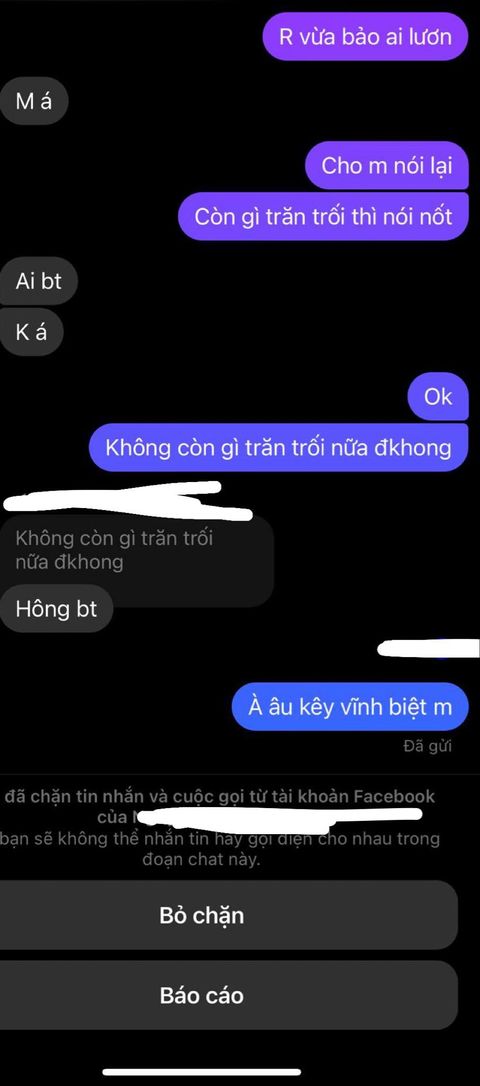 R vừa bảo ai lươn
M á
Cho m nói lại
Còn gì trăn trối thì nói nốt
Ai bt
K á
Ok
Không còn gì trăn trối nữa đkhong
Không còn gì trăn trối
nữa đkhong
Hông bt
À âu kêy vĩnh biệt m
Đã gửi
đã chặn tin nhắn và cuộc gọi từ tài khoản Facebook
của
bạn sẽ không thể nhắn tin hay gọi điện cho nhau trong
đoạn chat này.
Bỏ chặn
Báo cáo